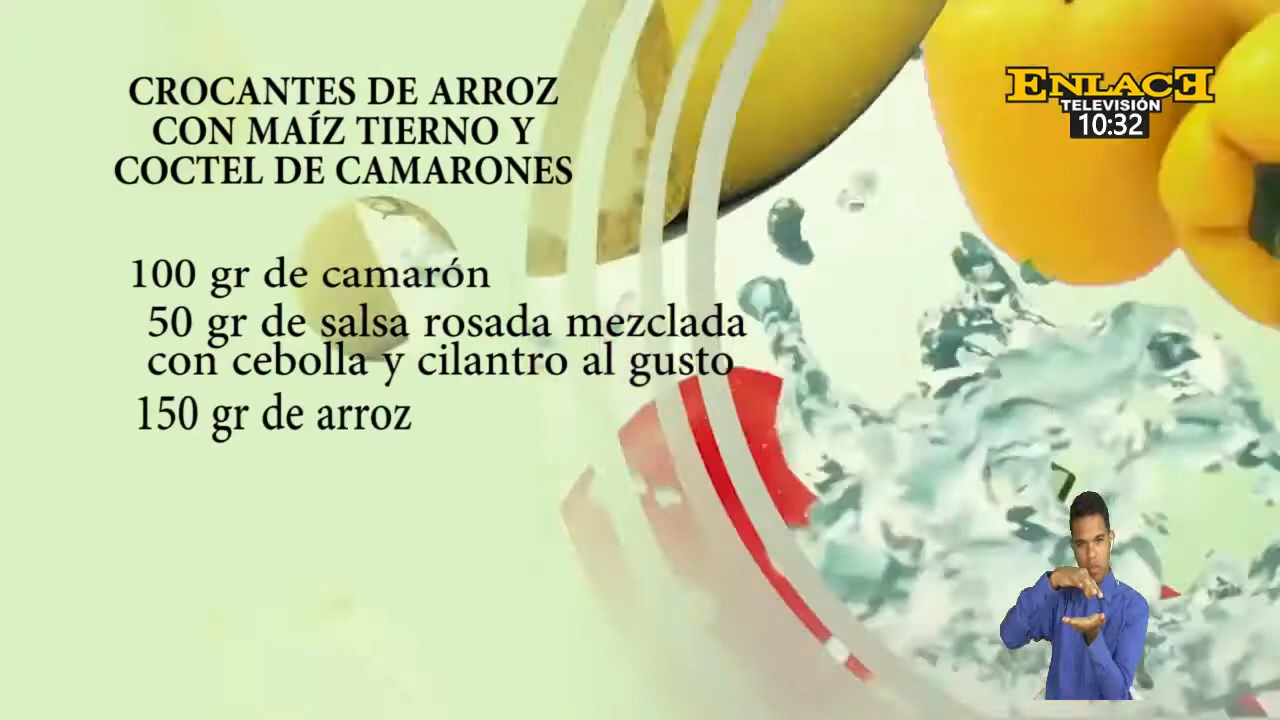 CROCANTES DE ARROZ
CON MAÍZ TIERNO Y
COCTEL DE CAMARONES
100 gr de camarón
50 gr de salsa rosada mezclada
con cebolla y cilantro al gusto
150 gr de arroz
ENLACE
TELEVISIÓN
10:32